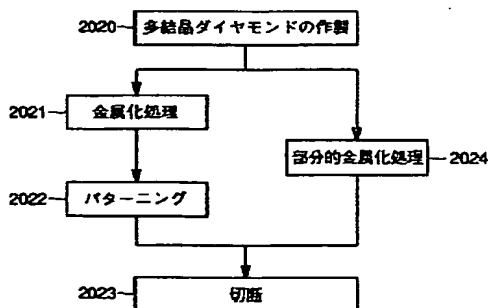 2020 多結晶ダイヤモンドの作製
2021 金属化処理
部分的金属化処理 2024
2022 パターニング
2023 切断